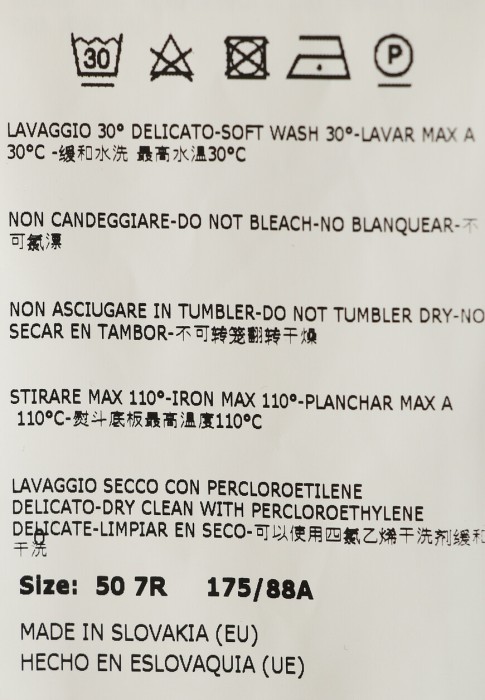 30 P
LAVAGGIO 30° DELICATO-SOFT WASH 30°-LAVAR MAX A
30°C -缓和水洗 最高水温30°C
NON CANDEGGIARE-DO NOT BLEACH-NO BLANQUEAR-不
可氯漂
NON ASCIUGARE IN TUMBLER-DO NOT TUMBLER DRY-NO
SECAR EN TAMBOR-不可转笼翻转干燥
STIRARE MAX 110°-IRON MAX 110°-PLANCHAR MAX A
110°C-熨斗底板最高温度110°C
LAVAGGIO SECCO CON PERCLOROETILENE
DELICATO-DRY CLEAN WITH PERCLOROETHYLENE
DELICATE-LIMPIAR EN SECO-可以使用四氯乙烯干洗剂缓和
干洗
Size: 50 7R 175/88A
MADE IN SLOVAKIA (EU)
HECHO EN ESLOVAQUIA (UE)